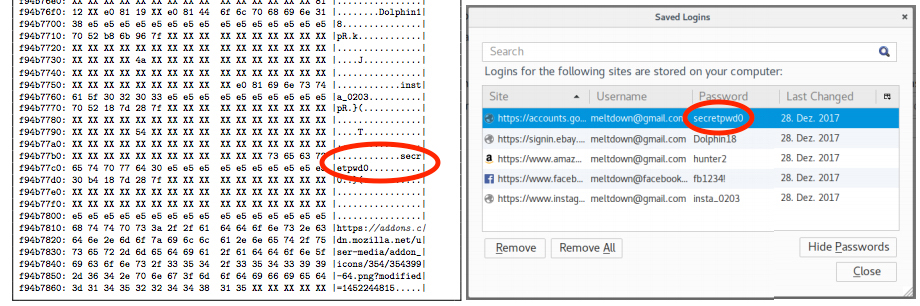 f94b76f0: 12 XX e0 81 19 XX e0 81 44 6f 6c 70 68 69 6e 31 |........Dolphin1|
f94b7700: 38 e5 e5 e5 e5 e5 e5 e5 e5 e5 e5 e5 e5 e5 e5 e5 |8...............|
f94b7710: 70 52 b8 6b 96 7f XX XX XX XX XX XX XX XX XX XX |pR.k............|
f94b7720: XX XX XX XX XX XX XX XX XX XX XX XX XX XX XX XX |................|
f94b7730: XX XX XX XX 4a XX XX XX XX XX XX XX XX XX XX XX |....J...........|
f94b7740: XX XX XX XX XX XX XX XX XX XX XX XX XX XX XX XX |................|
XX XX XX XX XX XX XX XX XX XX e0 81 69 6e 73 74 |............inst|
f94b7760: 61 5f 30 32 30 33 e5 e5 e5 e5 e5 e5 e5 e5 e5 e5 |a_0203..........|
f94b7770: 70 52 18 7d 28 7f XX XX XX XX XX XX XX XX XX XX |pR.}(...........|
f94b7780: XX XX XX XX XX XX XX XX XX XX XX XX XX XX XX XX |................|
f94b7790: XX XX XX XX 54 XX XX XX XX XX XX XX XX XX XX XX |....T...........|
f94b77a0: XX XX XX XX XX XX XX XX XX XX XX XX XX XX XX XX
f94b77b0: XX XX XX XX XX XX XX XX XX XX XX XX 73 65 63 72 |............secr|
f94b77c0: 65 74 70 77 64 30 e5 e5 e5 e5 e5 e5 e5 e5 e5 e5 |etpwd0..........|
f94b77d0: 30 b4 18 7d 28 7f XX XX XX XX XX XX XX XX XX XX |0..}(...........|
f94b77e0: XX XX XX XX XX XX XX XX XX XX XX XX XX XX XX XX |................|
f94b77f0: XX XX XX XX XX XX XX XX XX XX XX XX XX XX XX XX |................|
f94b7800: e5 e5 e5 e5 e5 e5 e5 e5 e5 e5 e5 e5 e5 e5 e5 e5 |................|
f94b7810: 68 74 74 70 73 3a 2f 2f 61 64 64 6f 6e 73 2e 63 |https://addons.c|
f94b7820: 64 6e 2e 6d 6f 7a 69 6c 6c 61 2e 6e 65 74 2f 75 |dn.mozilla.net/u|
f94b7830: 73 65 72 2d 6d 65 64 69 61 2f 61 64 64 6f 6e 5f |ser-media/addon_|
f94b7840: 69 63 6f 6e 73 2f 33 35 34 2f 33 35 34 33 39 39 |icons/354/354399|
f94b7850: 2d 36 34 2e 70 6e 67 3f 6d 6f 64 69 66 69 65 64 |-64.png?modified|
f94b7860: 3d 31 34 35 32 32 34 34 38 31 35 XX XX XX XX XX |=1452244815.....|
Saved Logins
Search
Logins for the following sites are stored on your computer:
Site Username Password Last Changed
https://accounts.go... meltdown@gmail.com secretpwd0 28. Dez. 2017
https://signin.ebay.... meltdown@gmail.com Dolphin18 28. Dez. 2017
https://www.amaz... meltdown@gmail.com hunter2 28. Dez. 2017
https://www.faceb... meltdown@facebook... fb1234! 28. Dez. 2017
https://www.instag... meltdown@gmail.com insta_0203 28. Dez. 2017
Remove Remove All Hide Passwords
Close